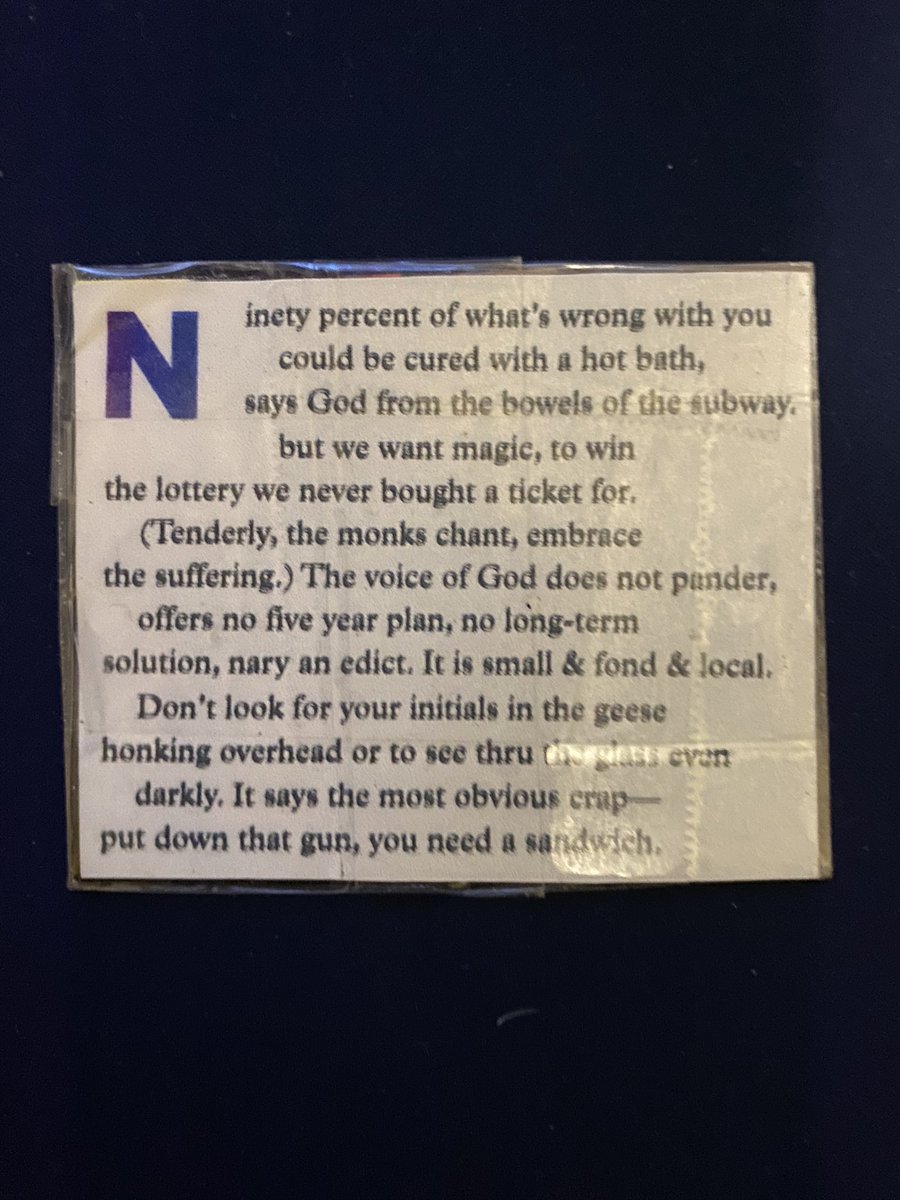 Ninety percent of what's wrong with you
could be cured with a hot bath,
says God from the bowels of the subway.
but we want magic, to win
the lottery we never bought a ticket for.
(Tenderly, the monks chant, embrace
the suffering.) The voice of God does not pander,
offers no five year plan, no long-term
solution, nary an edict. It is small & fond & local.
Don't look for your initials in the geese
honking overhead or to see thru the glass even
darkly. It says the most obvious crap—
put down that gun, you need a sandwich.